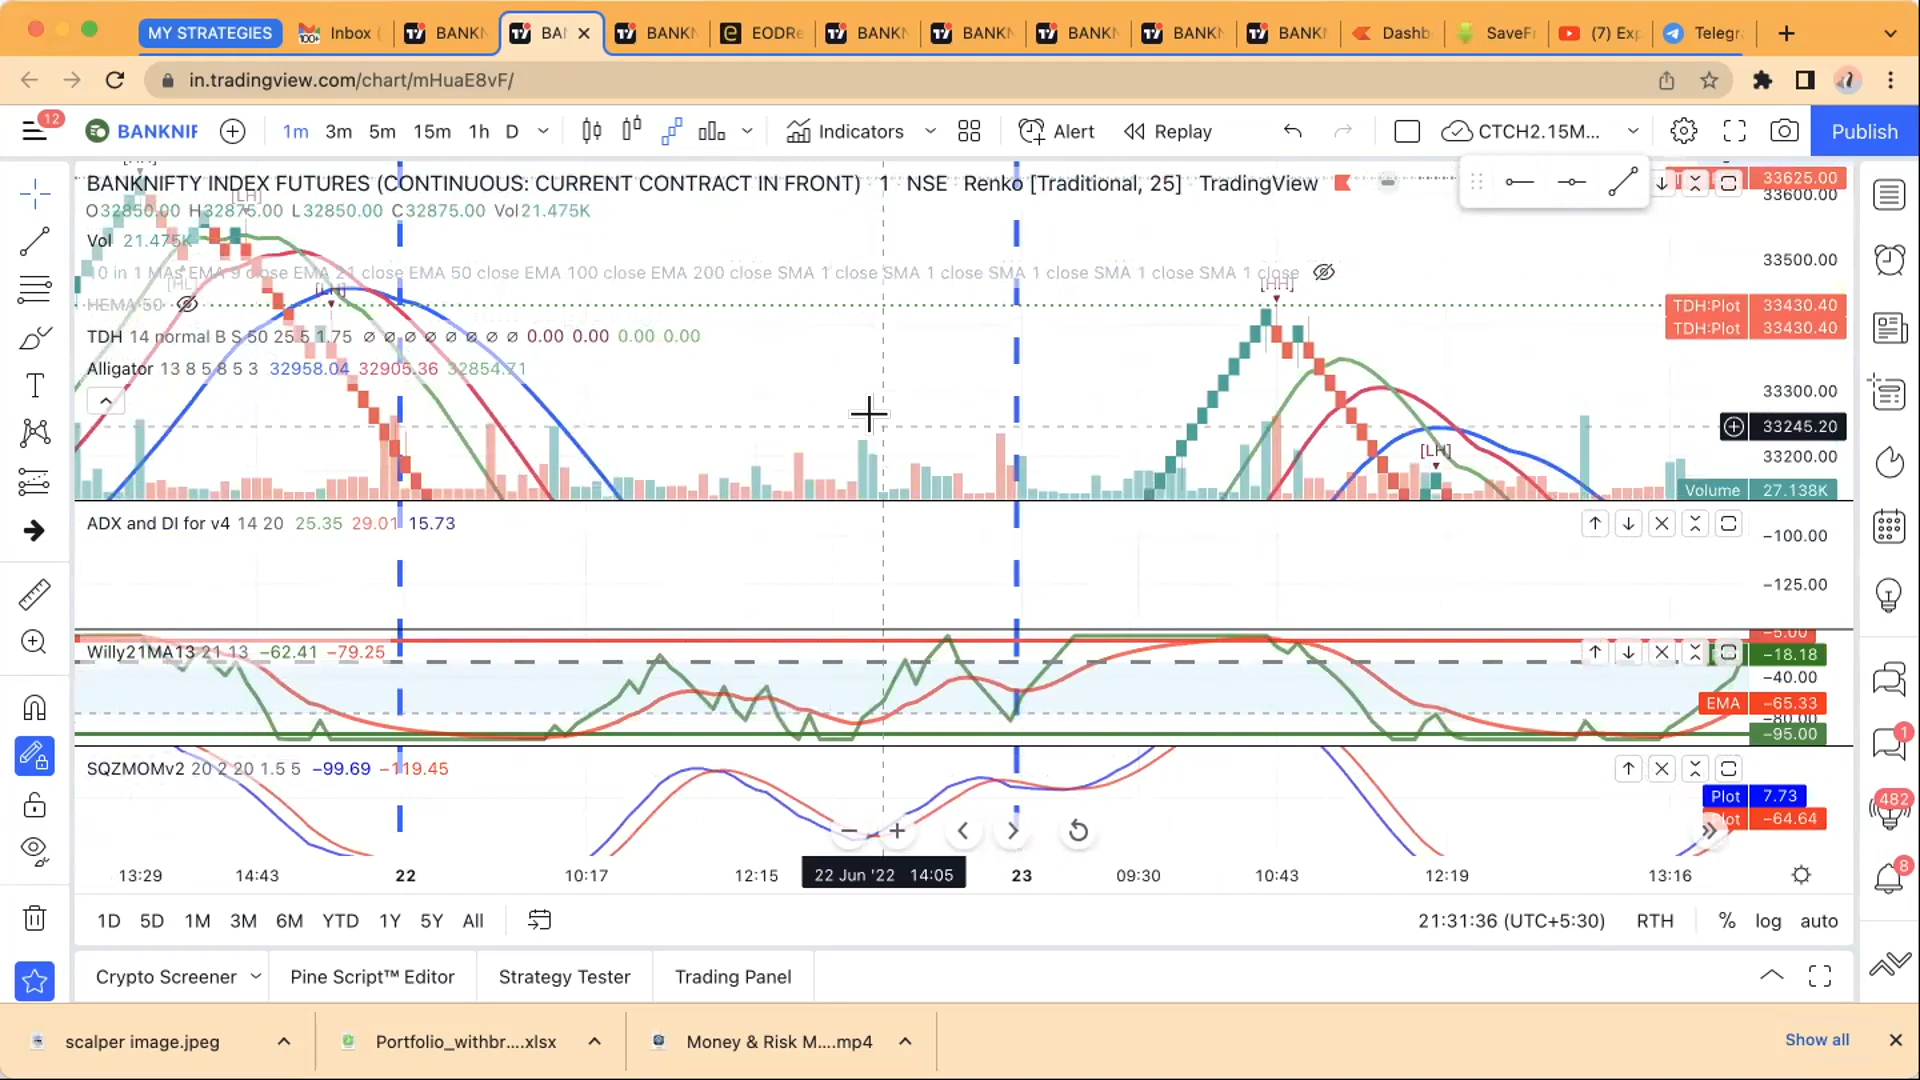 MY STRATEGIES Inbox ( BANKN BAN BANKN EODRe BANKN BANKN BANKN BANKN BANKN Dashb SaveFr (7) Exp Telegr
in.tradingview.com/chart/mHuaE8vF/
12 BANKNIF 1m 3m 5m 15m 1h D Indicators Alert Replay CTCH2.15M... Publish
BANKNIFTY INDEX FUTURES (CONTINUOUS: CURRENT CONTRACT IN FRONT) · 1 · NSE · Renko [Traditional, 25] · TradingView
O32850.00 H32875.00 L32850.00 C32875.00 Vol21.475K
Vol 21.475K
10 in 1 MAs EMA 9 close EMA 21 close EMA 50 close EMA 100 close EMA 200 close SMA 1 close SMA 1 close SMA 1 close SMA 1 close SMA 1 close
HEMA 50
TDH 14 normal B S 50 25 5 1.75 ∅ ∅ ∅ ∅ ∅ ∅ ∅ ∅ 0.00 0.00 0.00 0.00
Alligator 13 8 5 8 5 3 32958.04 32905.36 32854.71
[LH]
[HL]
[LH]
[HH]
[LH]
33625.00
33600.00
33500.00
TDH:Plot 33430.40
TDH:Plot 33430.40
33300.00
33245.20
33200.00
Volume 27.138K
ADX and DI for v4 14 20 25.35 29.01 15.73
−100.00
−125.00
Willy21MA13 21 13 −62.41 −79.25
−5.00
−18.18
−40.00
EMA −65.33
−80.00
−95.00
SQZMOMv2 20 2 20 1.5 5 −99.69 −119.45
Plot 7.73
Plot −64.64
13:29 14:43 22 10:17 12:15 22 Jun '22 14:05 23 09:30 10:43 12:19 13:16
1D 5D 1M 3M 6M YTD 1Y 5Y All 21:31:36 (UTC+5:30) RTH % log auto
Crypto Screener Pine Script™ Editor Strategy Tester Trading Panel
1
482
8
scalper image.jpeg Portfolio_withbr....xlsx Money & Risk M....mp4 Show all